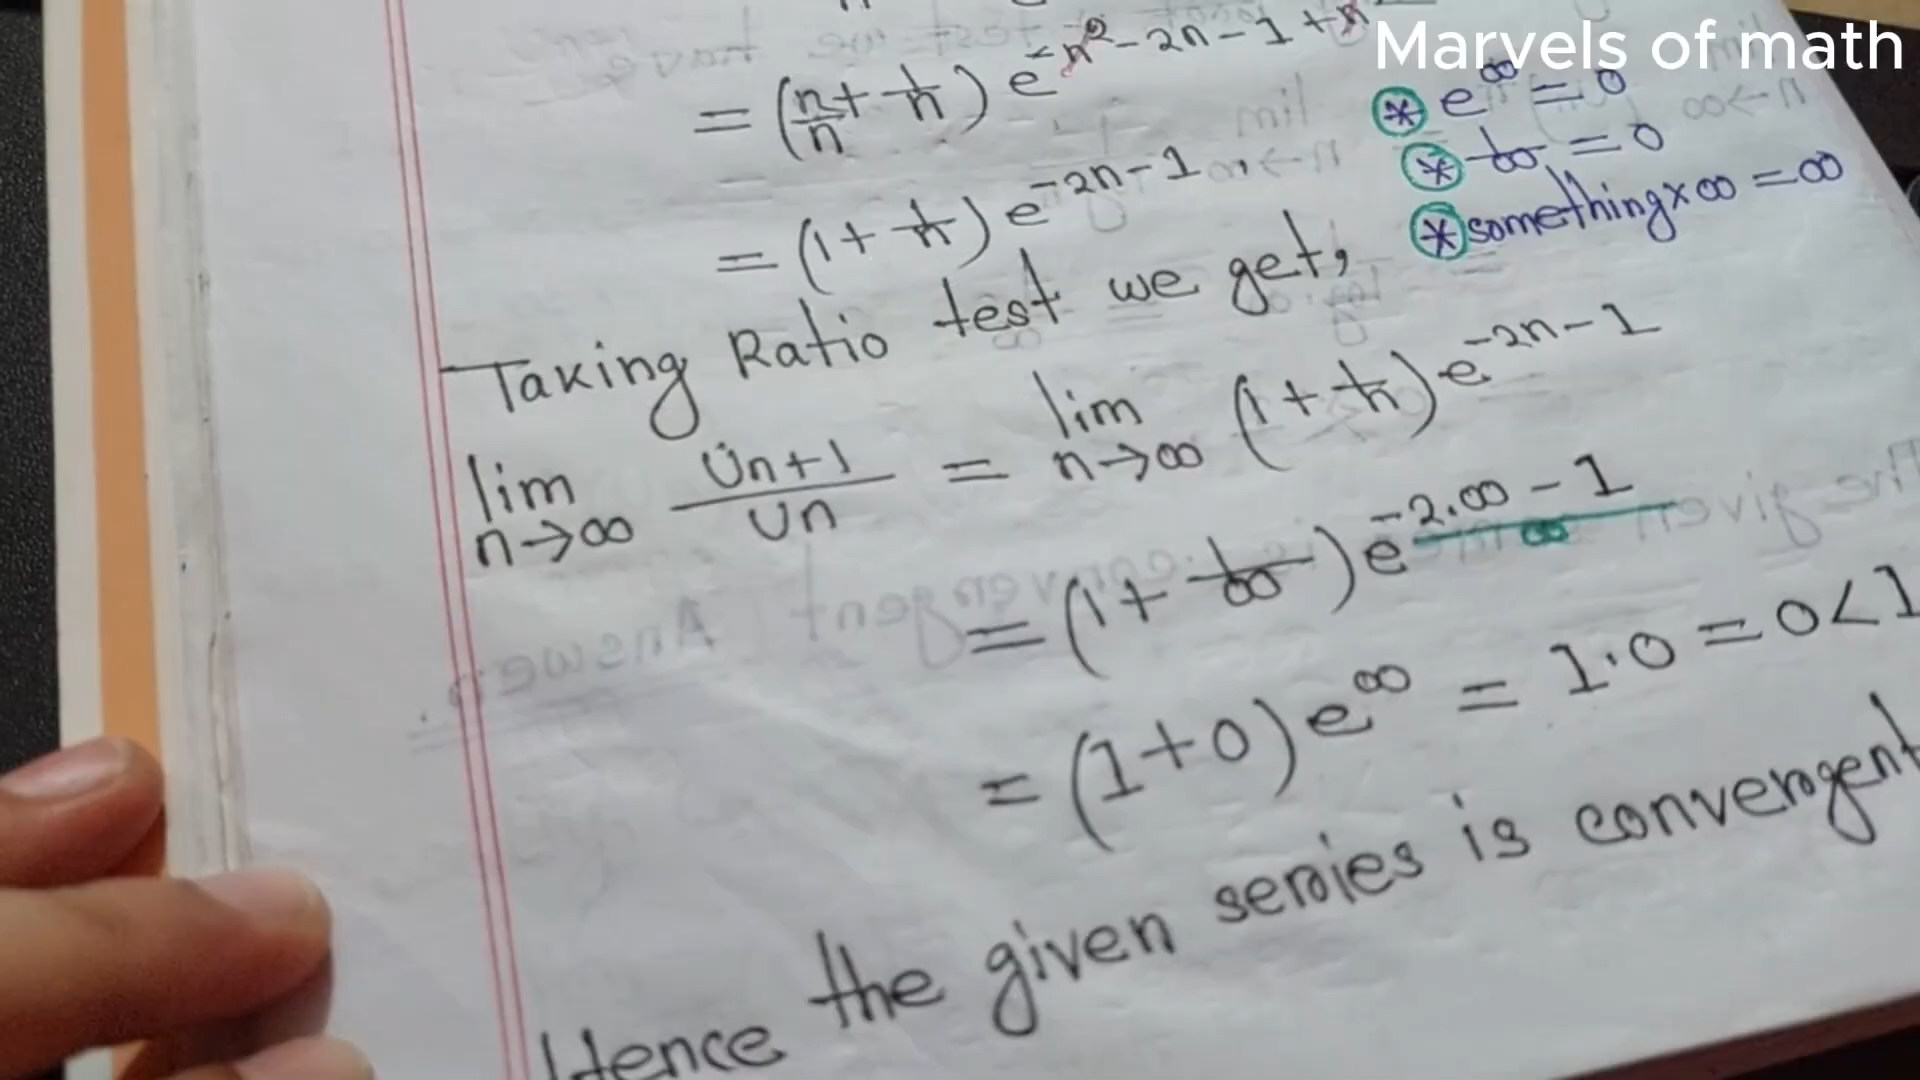 Marvels of math
= (n/n + 1/n) e^-n²-2n-1+n
* e^∞ = 0
* 1/∞ = 0
= (1 + 1/n) e^-2n-1,
* something × ∞ = ∞
Taking Ratio test we get,
lim n→∞ Un+1/Un = lim n→∞ (1 + 1/n) e^-2n-1
= (1 + 1/∞) e^-2.∞-1
∞
= (1+0) e^∞ = 1.0 = 0<1
Hence the given series is convergent